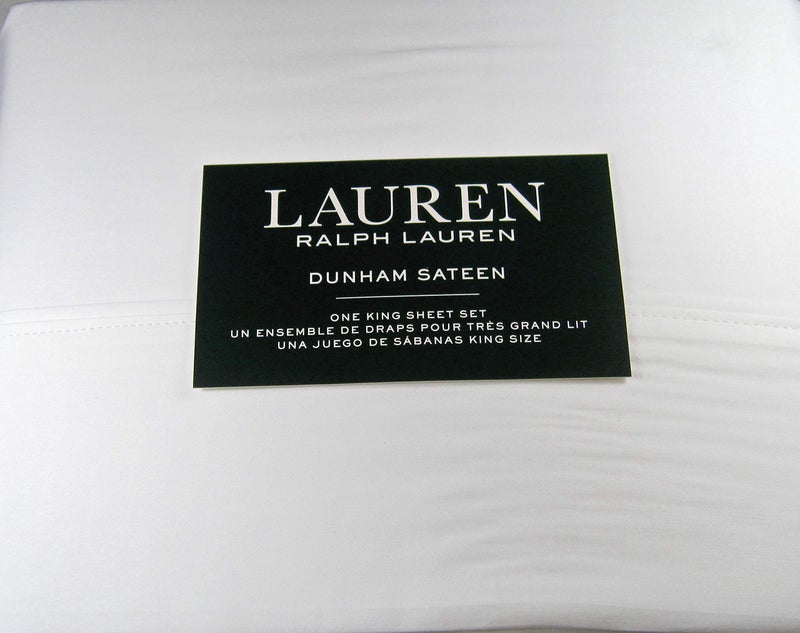 LAUREN
RALPH LAUREN
DUNHAM SATEEN
ONE KING SHEET SET
UN ENSEMBLE DE DRAPS POUR TRÈS GRAND LIT
UNA JUEGO DE SÁBANAS KING SIZE